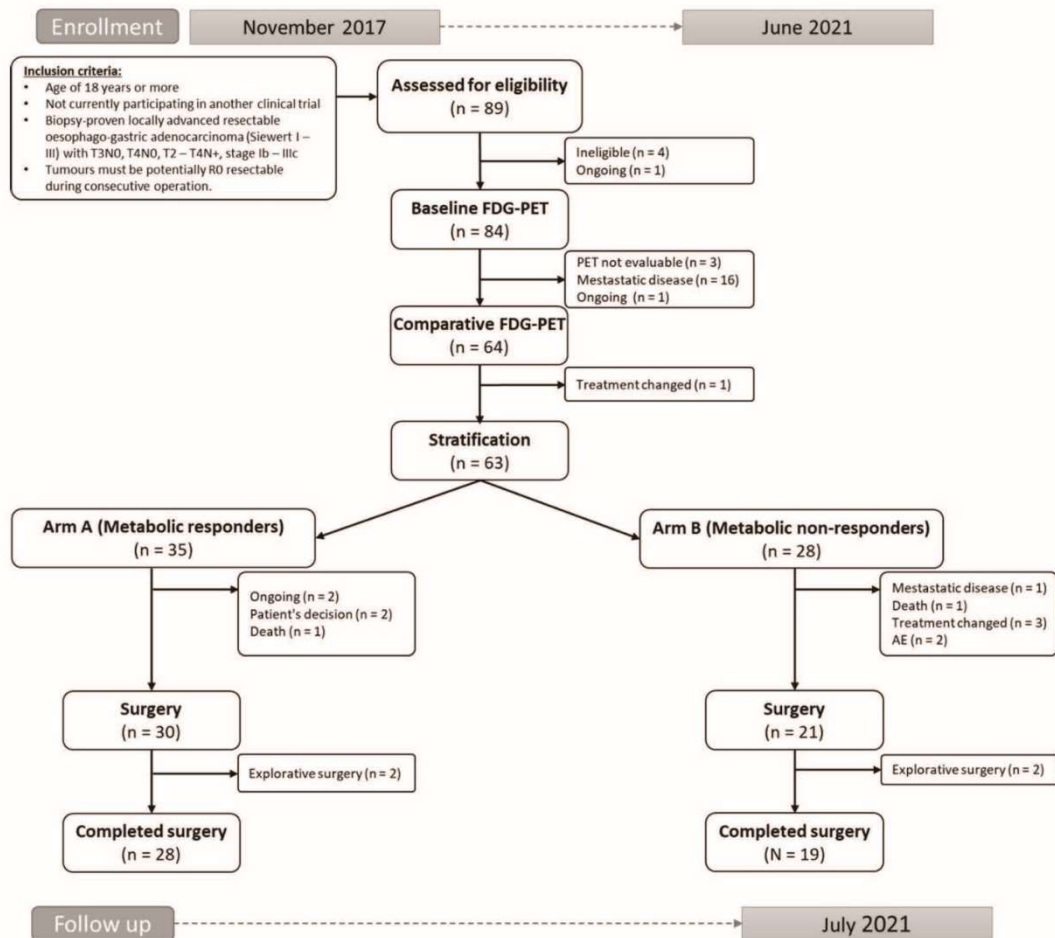 Enrollment
November 2017
June 2021
Inclusion criteria:
• Age of 18 years or more
• Not currently participating in another clinical trial
• Biopsy-proven locally advanced resectable
oesophago-gastric adenocarcinoma (Siewert I –
III) with T3N0, T4N0, T2 – T4N+, stage Ib – IIIc
• Tumours must be potentially R0 resectable
during consecutive operation.
Assessed for eligibility
(n = 89)
Ineligible (n = 4)
Ongoing (n = 1)
Baseline FDG-PET
(n = 84)
PET not evaluable (n = 3)
Mestastatic disease (n = 16)
Ongoing (n = 1)
Comparative FDG-PET
(n = 64)
Treatment changed (n = 1)
Stratification
(n = 63)
Arm A (Metabolic responders)
(n = 35)
Ongoing (n = 2)
Patient's decision (n = 2)
Death (n = 1)
Surgery
(n = 30)
Explorative surgery (n = 2)
Completed surgery
(n = 28)
Arm B (Metabolic non-responders)
(n = 28)
Mestastatic disease (n = 1)
Death (n = 1)
Treatment changed (n = 3)
AE (n = 2)
Surgery
(n = 21)
Explorative surgery (n = 2)
Completed surgery
(N = 19)
Follow up
July 2021